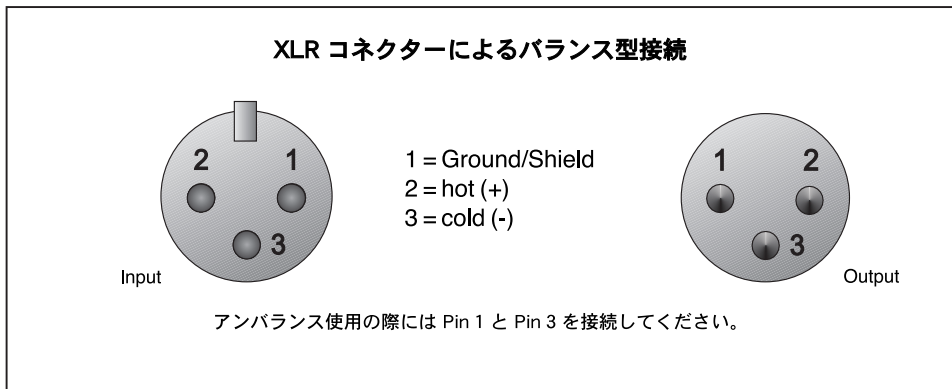 XLR コネクターによるバランス型接続
2 1
3
Input
1 = Ground/Shield
2 = hot (+)
3 = cold (-)
1 2
3
Output
アンバランス使用の際には Pin 1 と Pin 3 を接続してください。